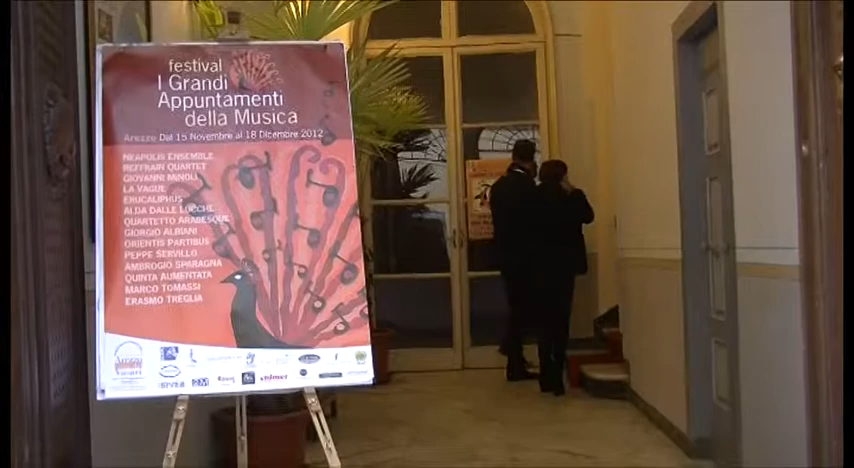 festival
I Grandi
Appuntamenti
della Musica
Arezzo Dal 15 Novembre al 18 Dicembre 2012
NEAPOLIS ENSEMBLE
REFRAIN QUARTET
GIOVANNI MINOLI
LA VAGUE
ERUCALIPHUS
ALDA DALLE LUCCHE
QUARTETTO ARABESQUE
GIORGIO ALBIANI
ORIENTIS PARTIBUS
PEPPE SERVILLO
AMBROGIO SPARAGNA
QUINTA AUMENTATA
MARCO TOMASSI
ERASMO TREGLIA